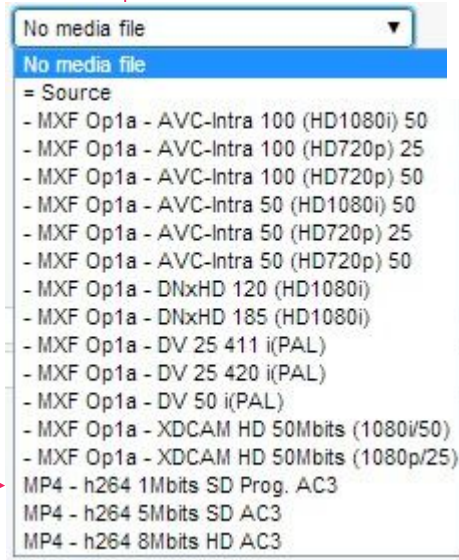 No media file
No media file
= Source
- MXF Op1a - AVC-Intra 100 (HD1080i) 50
- MXF Op1a - AVC-Intra 100 (HD720p) 25
- MXF Op1a - AVC-Intra 100 (HD720p) 50
- MXF Op1a - AVC-Intra 50 (HD1080i) 50
- MXF Op1a - AVC-Intra 50 (HD720p) 25
- MXF Op1a - AVC-Intra 50 (HD720p) 50
- MXF Op1a - DNxHD 120 (HD1080i)
- MXF Op1a - DNxHD 185 (HD1080i)
- MXF Op1a - DV 25 411 i(PAL)
- MXF Op1a - DV 25 420 i(PAL)
- MXF Op1a - DV 50 i(PAL)
- MXF Op1a - XDCAM HD 50Mbits (1080i/50)
- MXF Op1a - XDCAM HD 50Mbits (1080p/25)
MP4 - h264 1Mbits SD Prog. AC3
MP4 - h264 5Mbits SD AC3
MP4 - h264 8Mbits HD AC3